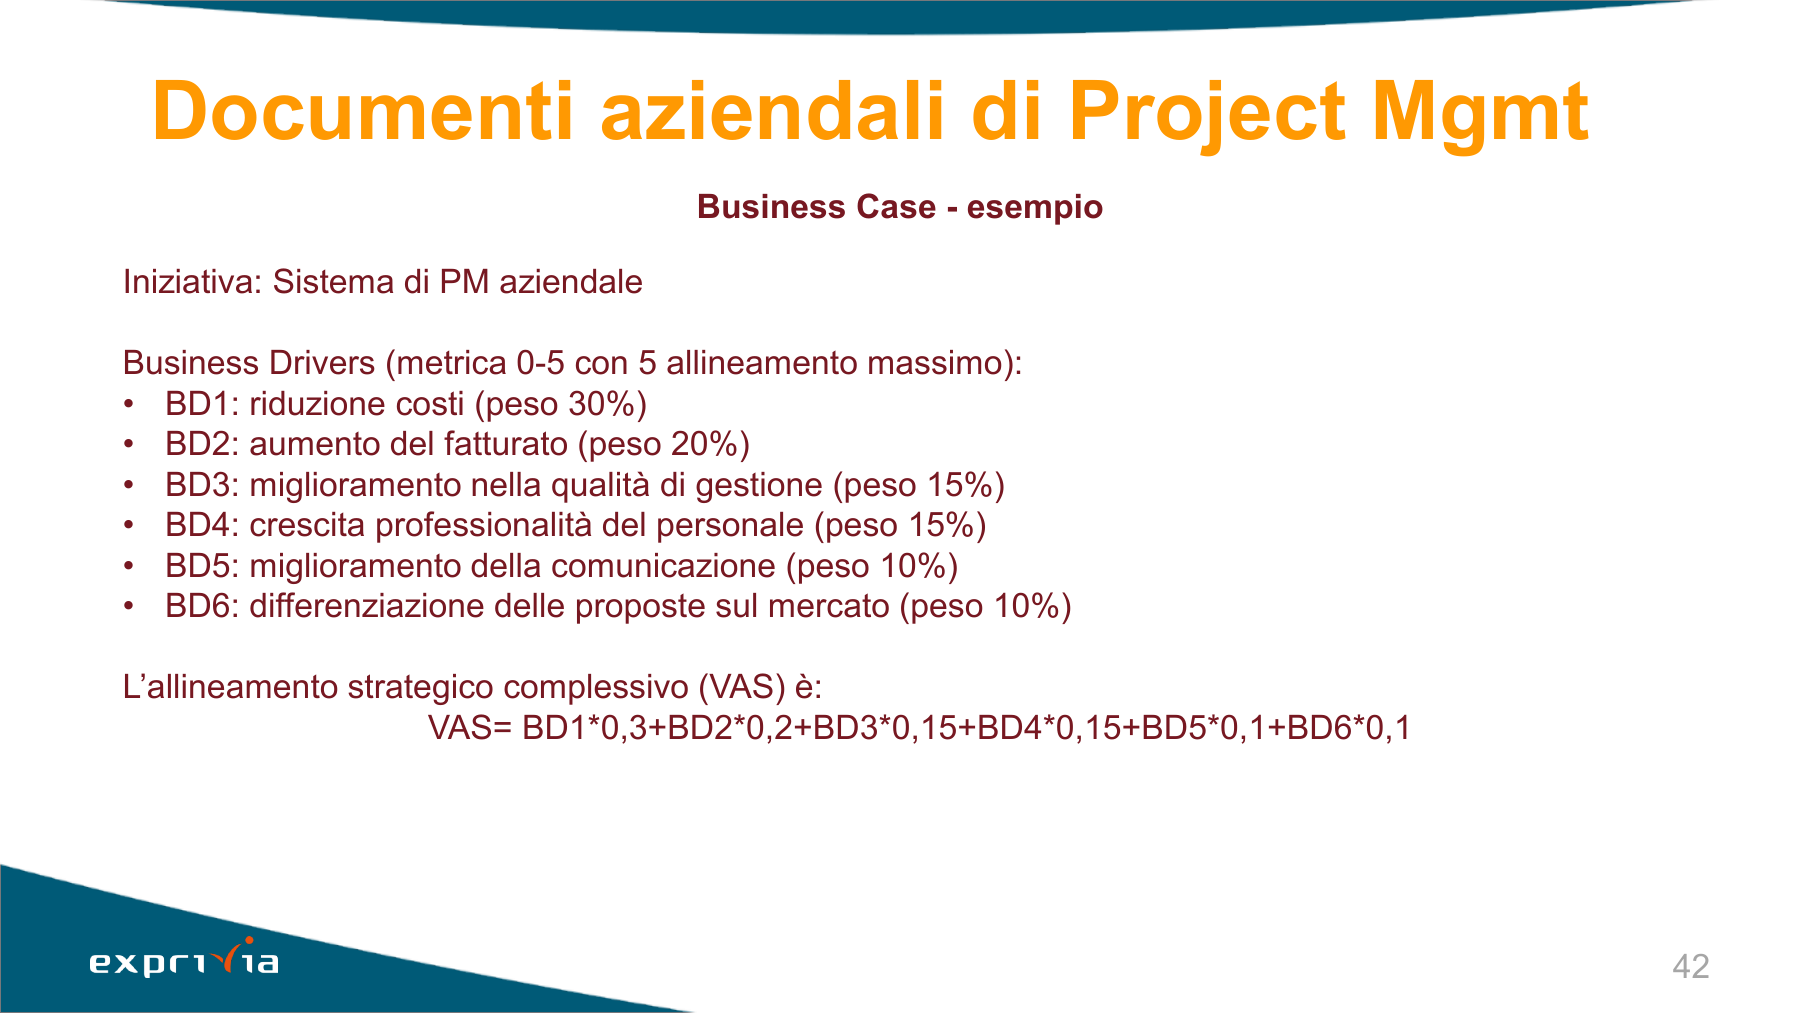 Documenti aziendali di Project Mgmt
Business Case - esempio
Iniziativa: Sistema di PM aziendale
Business Drivers (metrica 0-5 con 5 allineamento massimo):
• BD1: riduzione costi (peso 30%)
• BD2: aumento del fatturato (peso 20%)
• BD3: miglioramento nella qualità di gestione (peso 15%)
• BD4: crescita professionalità del personale (peso 15%)
• BD5: miglioramento della comunicazione (peso 10%)
• BD6: differenziazione delle proposte sul mercato (peso 10%)
L’allineamento strategico complessivo (VAS) è:
VAS= BD1*0,3+BD2*0,2+BD3*0,15+BD4*0,15+BD5*0,1+BD6*0,1
exprivia
42